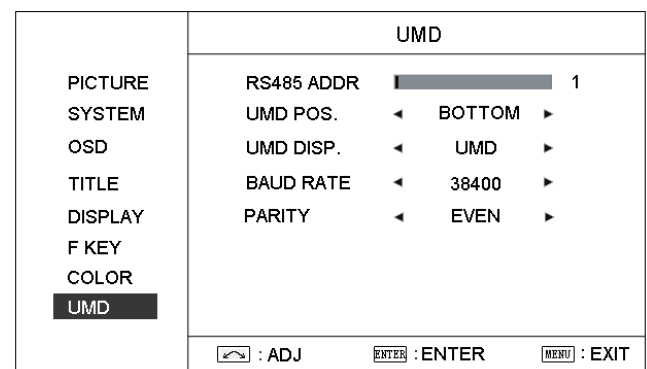 UMD
PICTURE
SYSTEM
OSD
TITLE
DISPLAY
F KEY
COLOR
UMD
RS485 ADDR 1
UMD POS. ◄ BOTTOM ►
UMD DISP. ◄ UMD ►
BAUD RATE ◄ 38400 ►
PARITY ◄ EVEN ►
: ADJ ENTER : ENTER MENU : EXIT